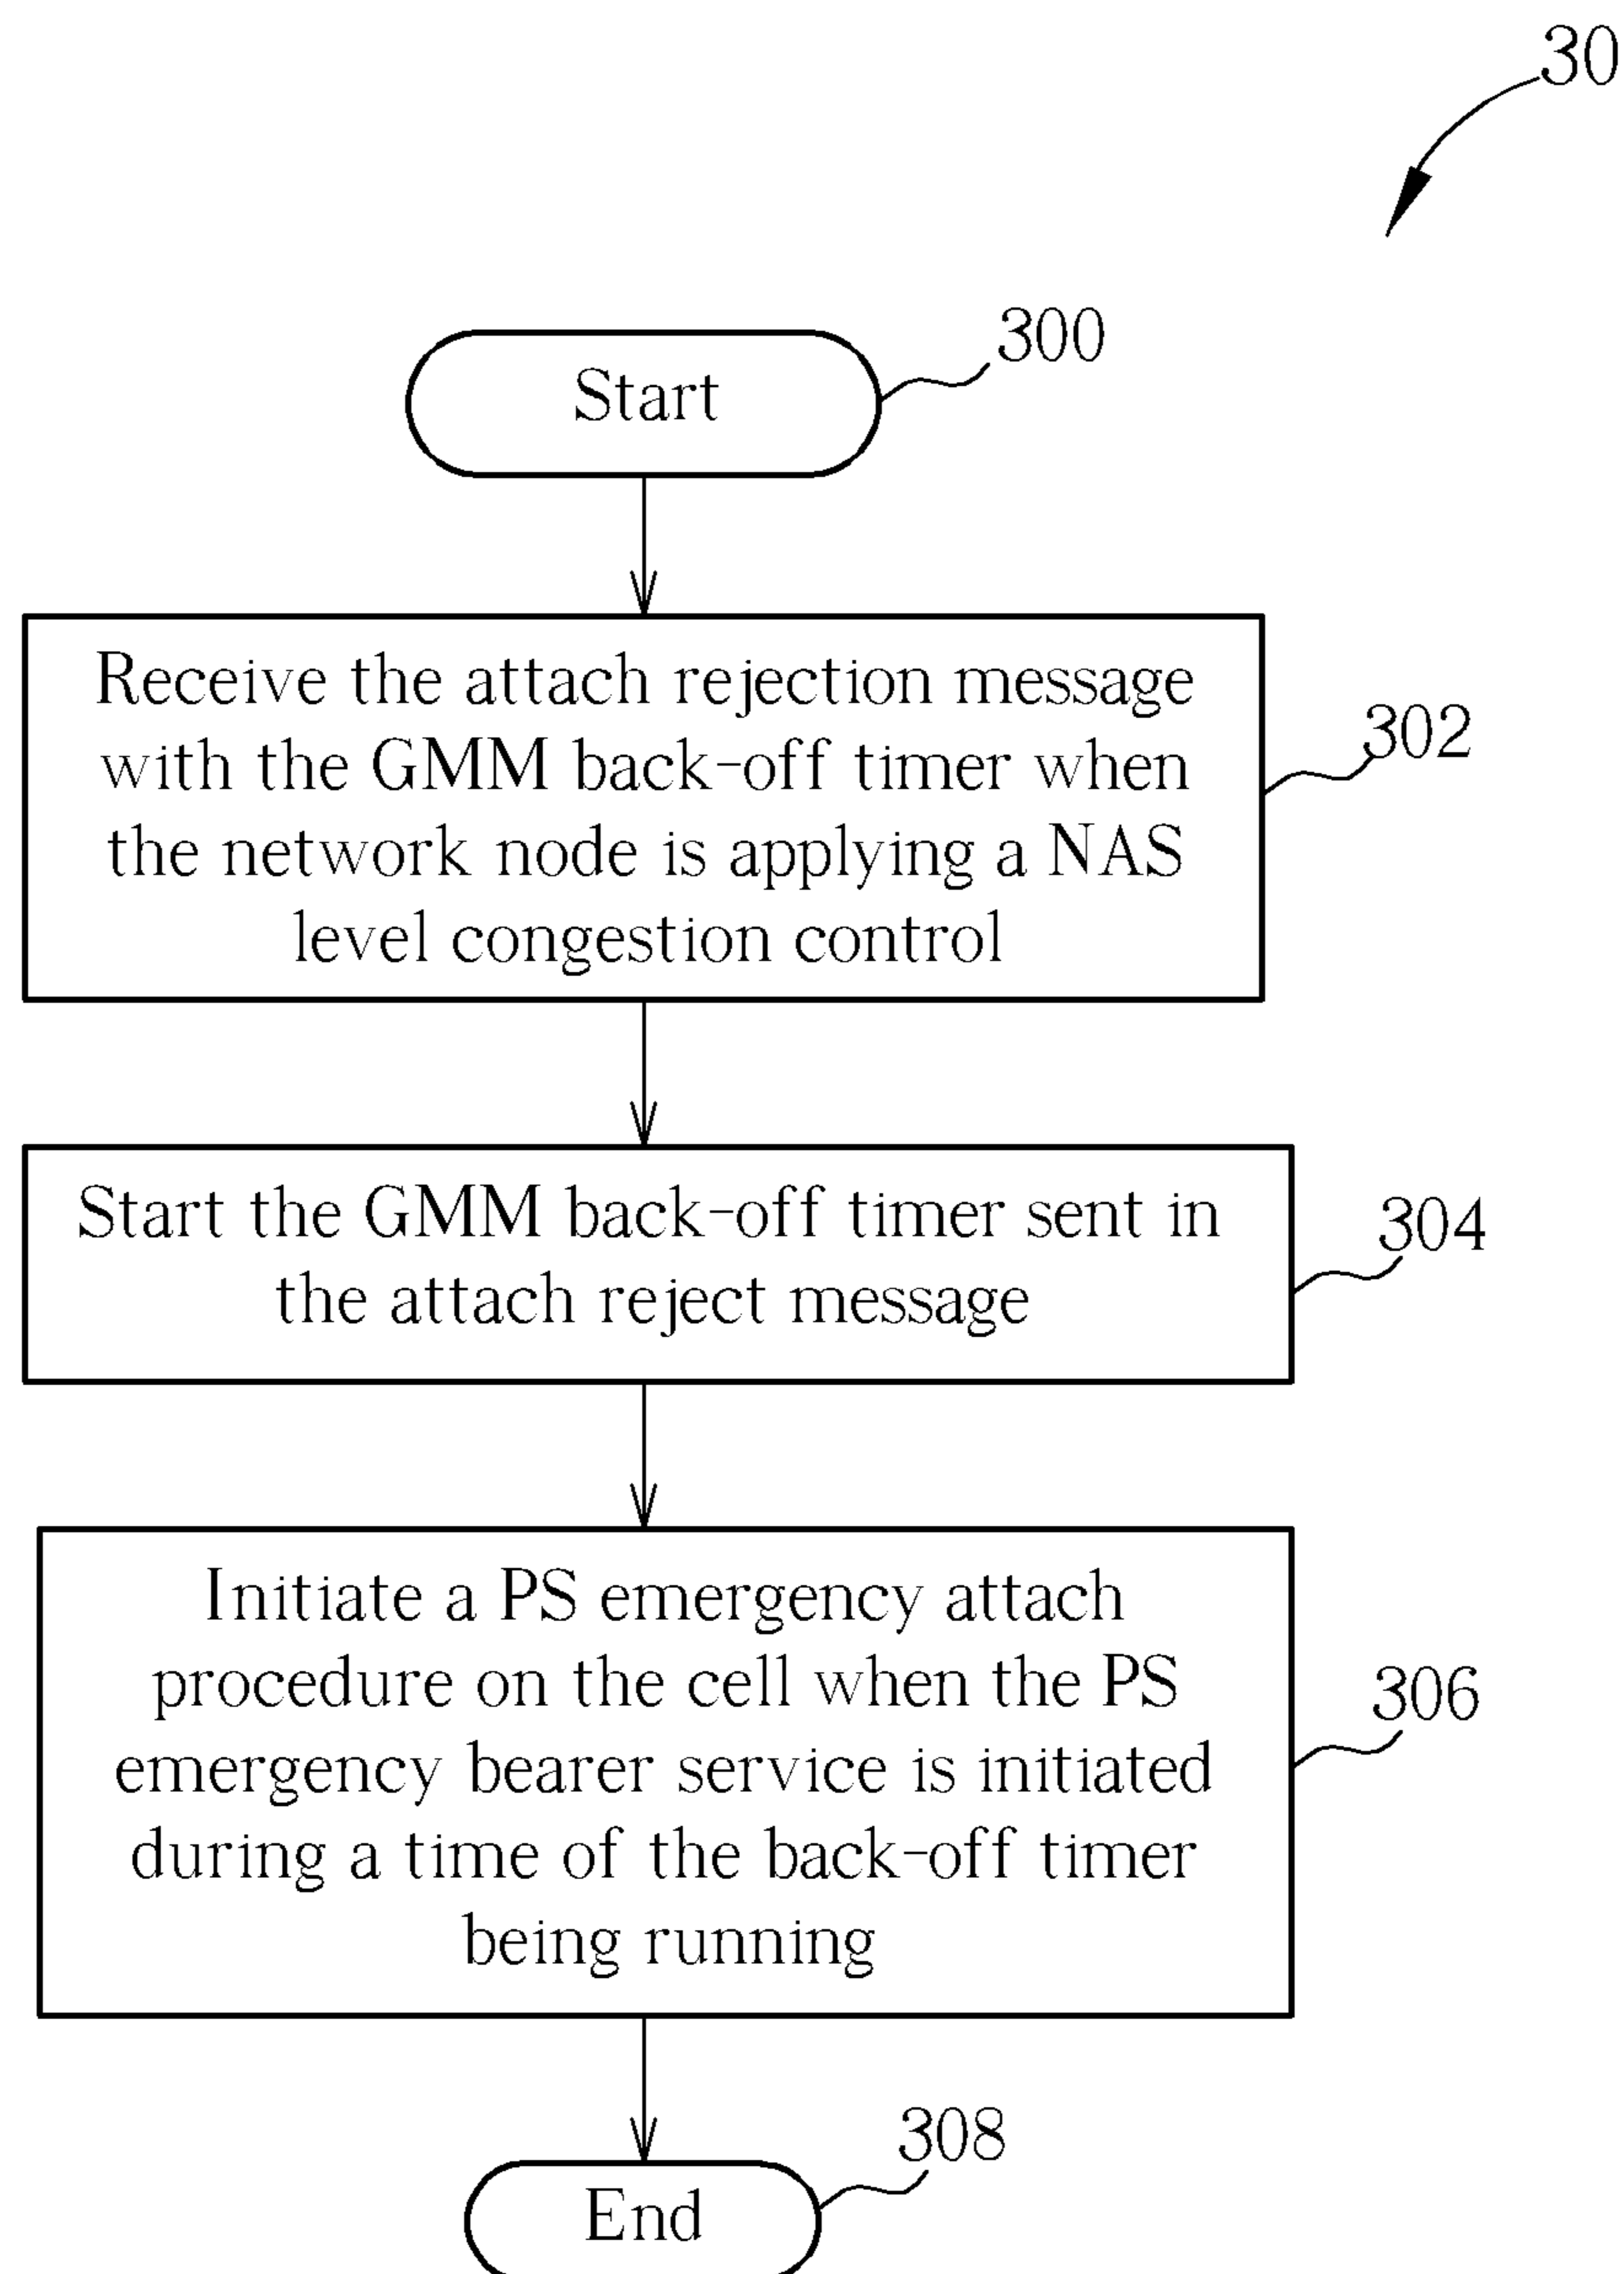 30
300
Start
Receive the attach rejection message
with the GMM back-off timer when
the network node is applying a NAS
level congestion control
302
Start the GMM back-off timer sent in
the attach reject message
304
Initiate a PS emergency attach
procedure on the cell when the PS
emergency bearer service is initiated
during a time of the back-off timer
being running
306
308
End